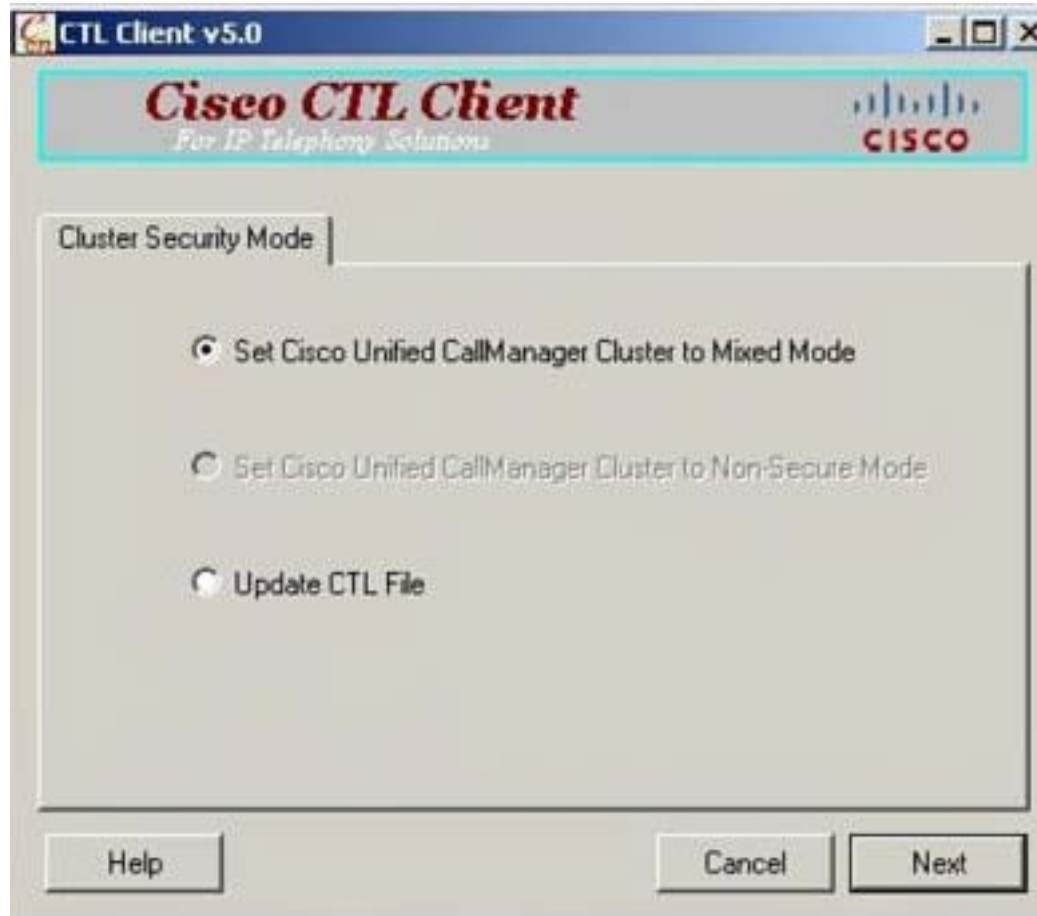 CTL Client v5.0
Cisco CTL Client
For IP Telephony Solutions
CISCO
Cluster Security Mode
Set Cisco Unified CallManager Cluster to Mixed Mode
Set Cisco Unified CallManager Cluster to Non-Secure Mode
Update CTL File
Help
Cancel
Next